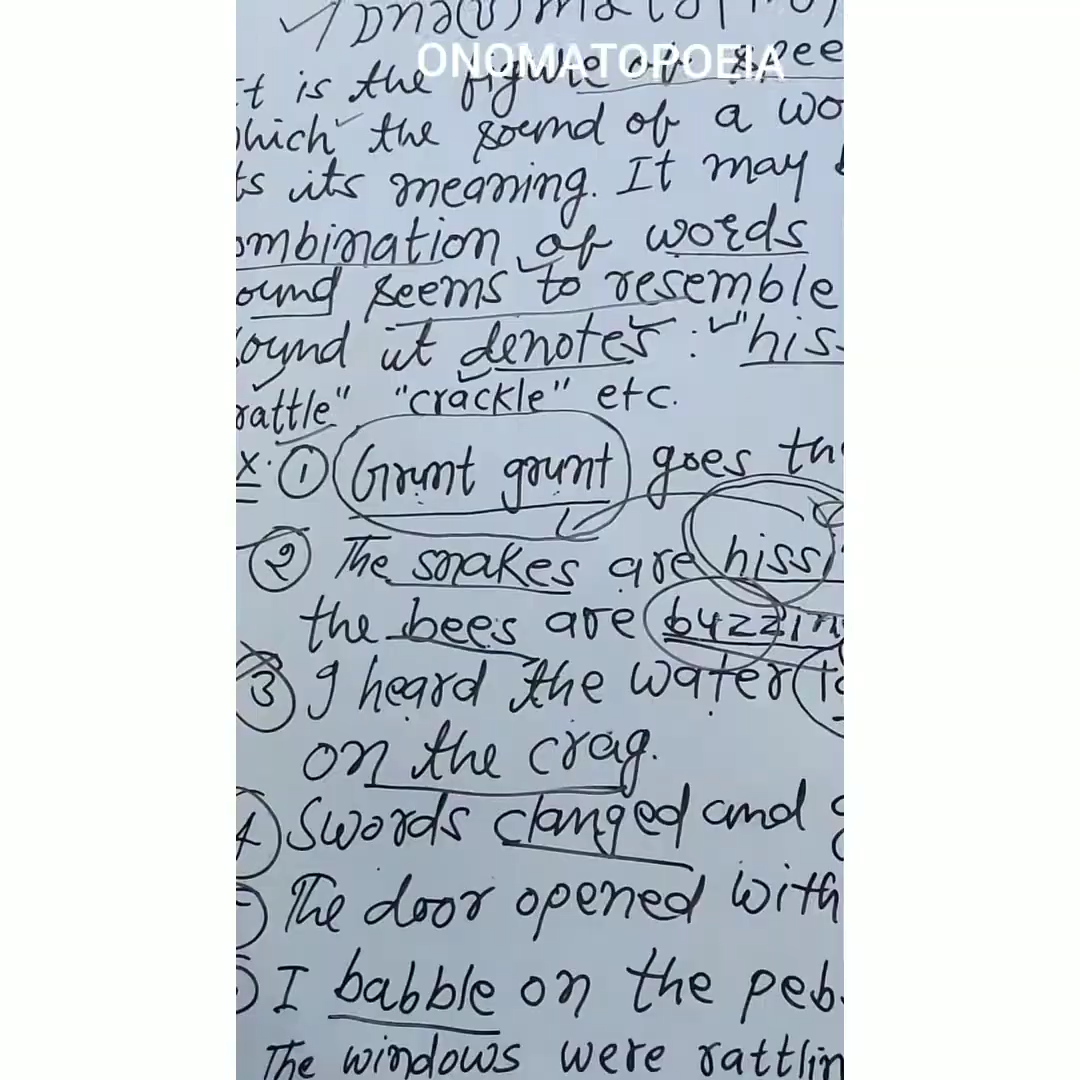 ONOMATOPOEIA
t is the figure of spee
which the sound of a wo
ts its meaning. It may
ombination of words
ound seems to resemble
sound it denotes : "his
rattle" "crackle" etc.
x. ① Grunt grunt goes th
② The snakes are hiss
the bees are buzzin
③ I heard the water
on the crag.
4 Swords clanged and
The door opened with
I babble on the peb
The windows were rattlin